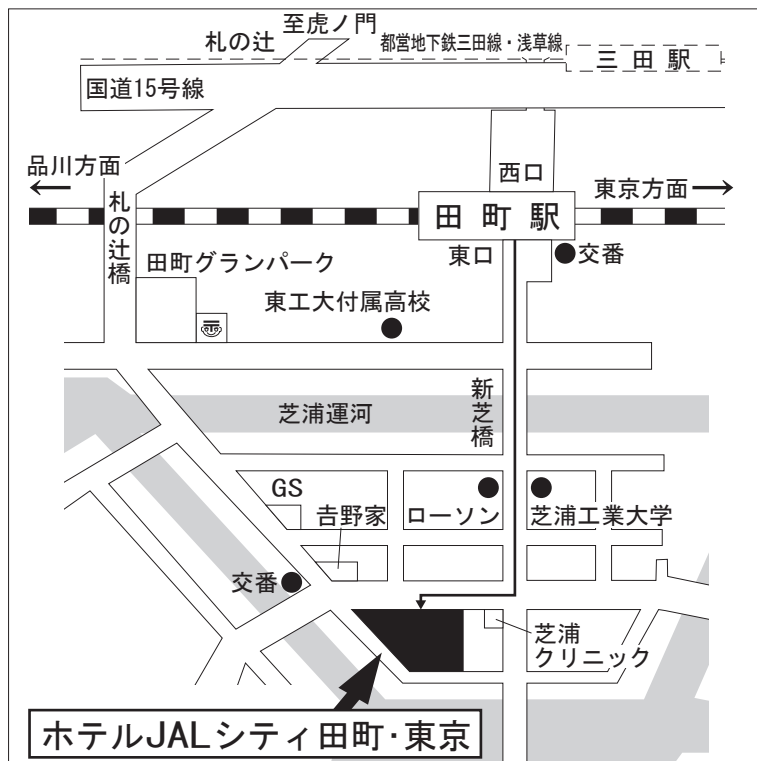 至虎ノ門
札の辻
都営地下鉄三田線・浅草線
三田駅
国道15号線
品川方面
西口
東京方面
札の辻橋
田町駅
東口
交番
田町グランパーク
東工大付属高校
新芝橋
芝浦運河
GS
吉野家
ローソン
芝浦工業大学
交番
芝浦
クリニック
ホテルJALシティ田町・東京